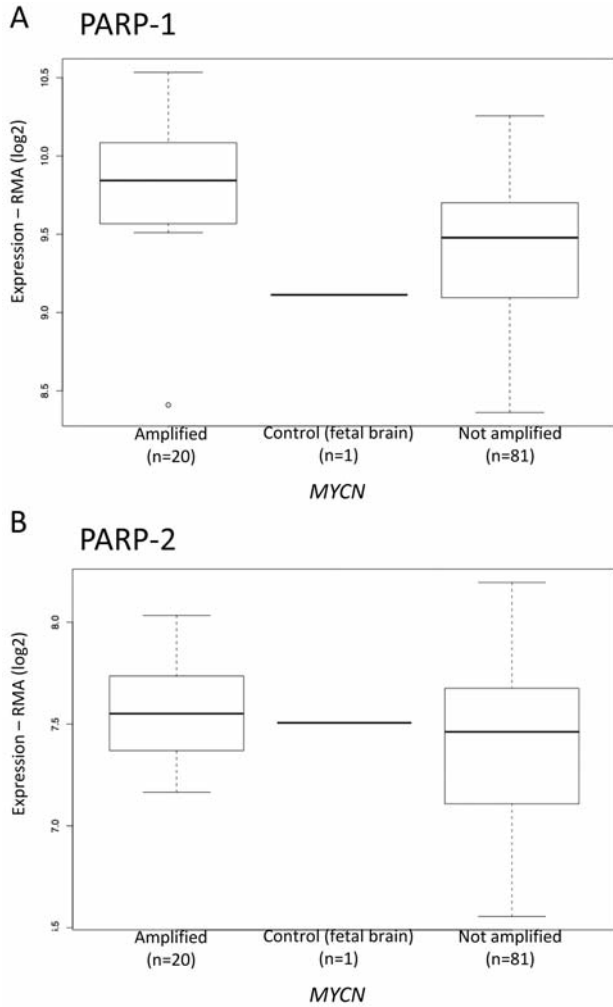 A
PARP-1
Expression – RMA (log2)
10.5
10.0
9.5
9.0
8.5
Amplified Control (fetal brain) Not amplified
(n=20) (n=1) (n=81)
MYCN
B
PARP-2
Expression – RMA (log2)
8.0
7.5
7.0
Amplified Control (fetal brain) Not amplified
(n=20) (n=1) (n=81)
MYCN